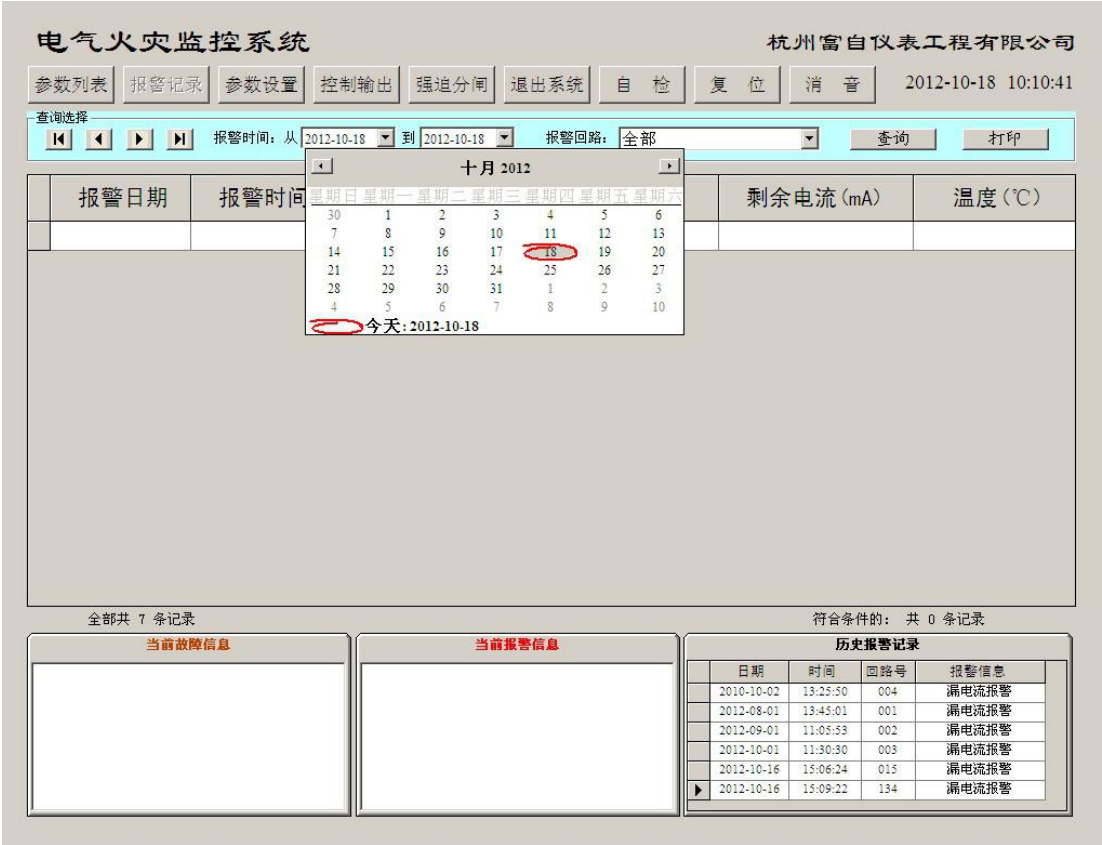 电气火灾监控系统 杭州富自仪表工程有限公司
参数列表 报警记录 参数设置 控制输出 强迫分闸 退出系统 自 检 复 位 消 音 2012-10-18 10:10:41
查询选择
报警时间: 从 2012-10-18 到 2012-10-18 报警回路: 全部 查询 打印
十月 2012
报警日期 报警时间 剩余电流(mA) 温度(℃)
星期日 星期一 星期二 星期三 星期四 星期五 星期六
30 1 2 3 4 5 6
7 8 9 10 11 12 13
14 15 16 17 18 19 20
21 22 23 24 25 26 27
28 29 30 31 1 2 3
4 5 6 7 8 9 10
今天: 2012-10-18
全部共 7 条记录 符合条件的: 共 0 条记录
当前故障信息 当前报警信息 历史报警记录
日期 时间 回路号 报警信息
2010-10-02 13:25:50 004 漏电流报警
2012-08-01 13:45:01 001 漏电流报警
2012-09-01 11:05:53 002 漏电流报警
2012-10-01 11:30:30 003 漏电流报警
2012-10-16 15:06:24 015 漏电流报警
2012-10-16 15:09:22 134 漏电流报警